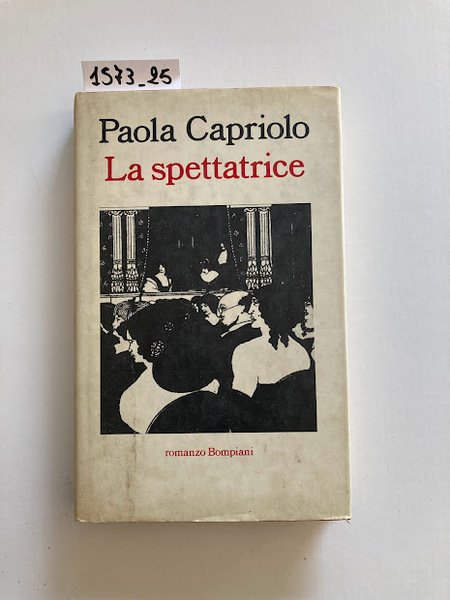 1573_25
Paola Capriolo
La spettatrice
romanzo Bompiani